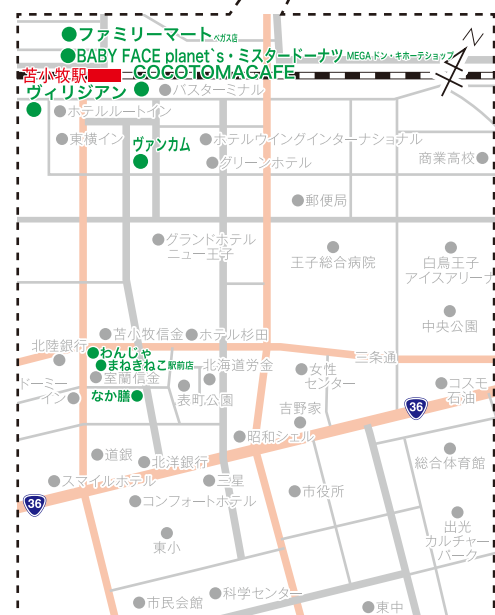 ファミリーマート ベガス店
BABY FACE planet`s・ミスタードーナツ MEGAドン・キホーテショップ
N
苫小牧駅
COCOTOMACAFE
ヴィリジアン
バスターミナル
ホテルルートイン
東横イン
ヴァンカム
ホテルウイングインターナショナル
グリーンホテル
商業高校
郵便局
グランドホテル
ニュー王子
王子総合病院
白鳥王子
アイスアリーナ
中央公園
苫小牧信金
ホテル杉田
北陸銀行
わんじゃ
三条通
まねきねこ 駅前店
北海道労金
室蘭信金
女性
センター
ドーミー
イン
なか膳
表町公園
コスモ
石油
吉野家
36
昭和シェル
道銀
北洋銀行
総合体育館
スマイルホテル
三星
市役所
36
コンフォートホテル
出光
カルチャー
パーク
東小
科学センター
市民会館
東中